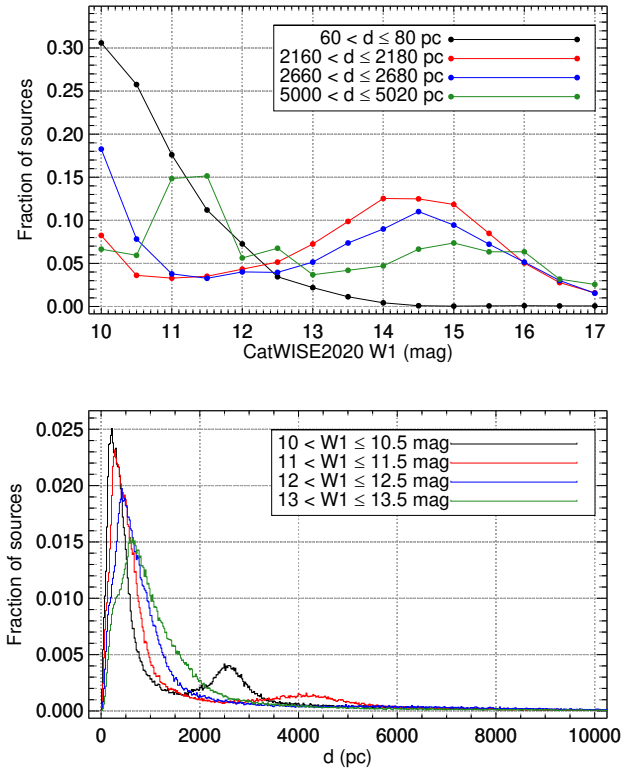 60 < d ≤ 80 pc
2160 < d ≤ 2180 pc
2660 < d ≤ 2680 pc
5000 < d ≤ 5020 pc
Fraction of sources
0.30
0.25
0.20
0.15
0.10
0.05
0.00
10 11 12 13 14 15 16 17
CatWISE2020 W1 (mag)
10 < W1 ≤ 10.5 mag
11 < W1 ≤ 11.5 mag
12 < W1 ≤ 12.5 mag
13 < W1 ≤ 13.5 mag
Fraction of sources
0.025
0.020
0.015
0.010
0.005
0.000
0 2000 4000 6000 8000 10000
d (pc)